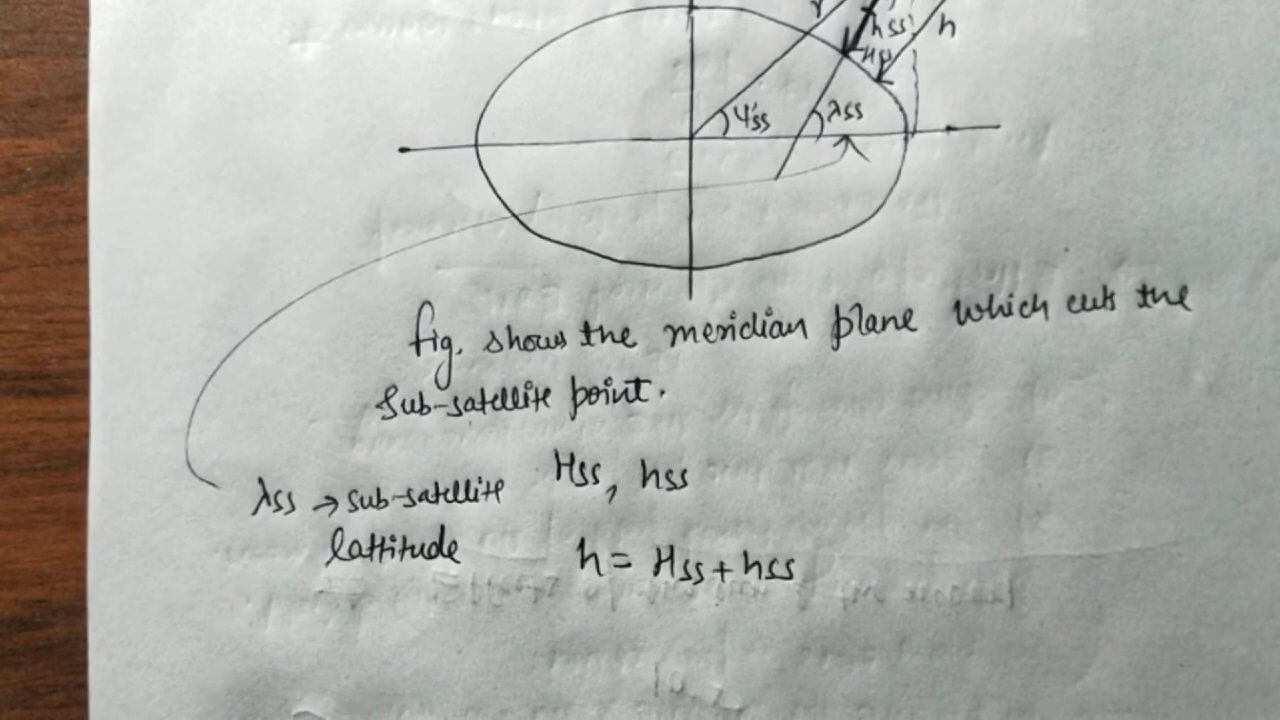 r
hss
h
Hss
ψ'ss
λss
fig. shows the meridian plane which cuts the
Sub-satellite point.
λss → sub-satellite
lattitude
Hss, hss
h = Hss + hss